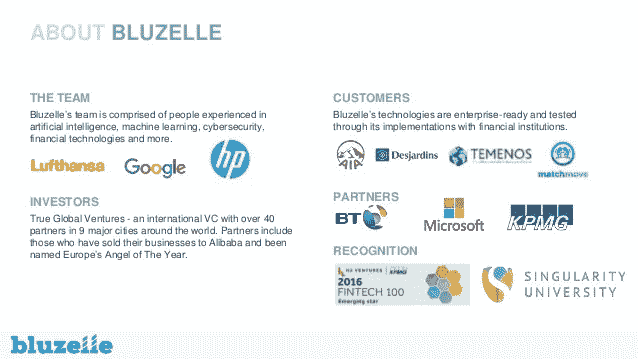 ABOUT BLUZELLE
THE TEAM
Bluzelle's team is comprised of people experienced in
artificial intelligence, machine learning, cybersecurity,
financial technologies and more.
Lufthansa
Google
hp
INVESTORS
True Global Ventures - an international VC with over 40
partners in 9 major cities around the world. Partners include
those who have sold their businesses to Alibaba and been
named Europe's Angel of The Year.
CUSTOMERS
Bluzelle's technologies are enterprise-ready and tested
through its implementations with financial institutions.
AIA
Desjardins
TEMENOS
matchmove
PARTNERS
BT
Microsoft
KPMG
RECOGNITION
H2 VENTURES
KPMG
2016
FINTECH 100
Emerging star
SINGULARITY
UNIVERSITY
bluzelle